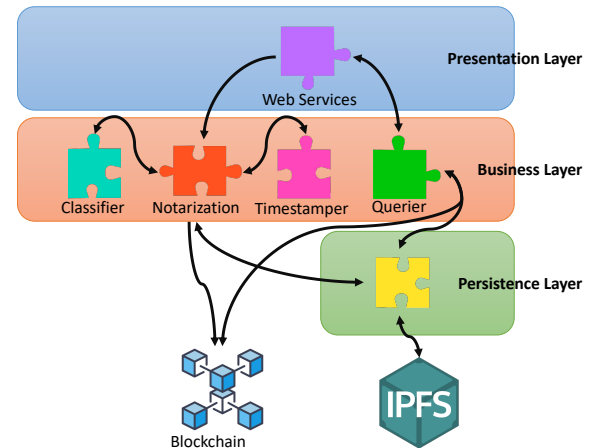 Presentation Layer
Web Services
Business Layer
Classifier
Notarization
Timestamper
Querier
Persistence Layer
IPFS
Blockchain